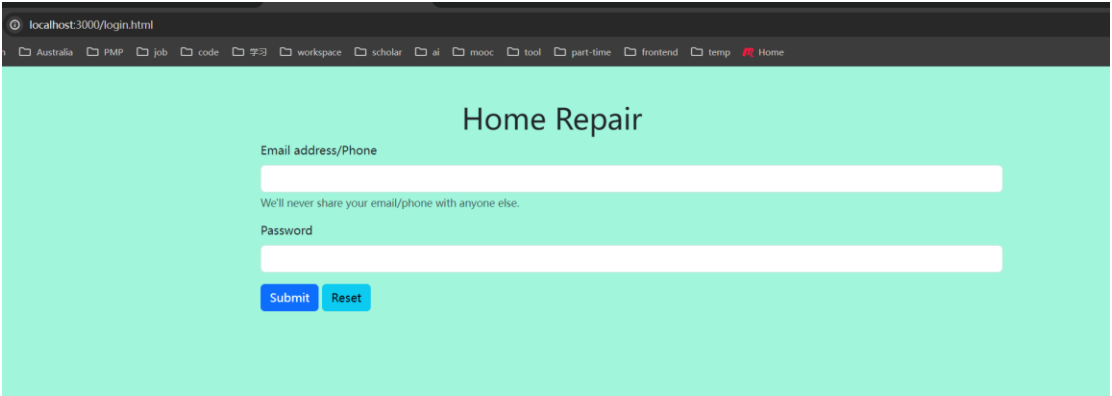 localhost:3000/login.html
Australia PMP job code 学习 workspace scholar ai mooc tool part-time frontend temp Home
Home Repair
Email address/Phone
We'll never share your email/phone with anyone else.
Password
Submit Reset